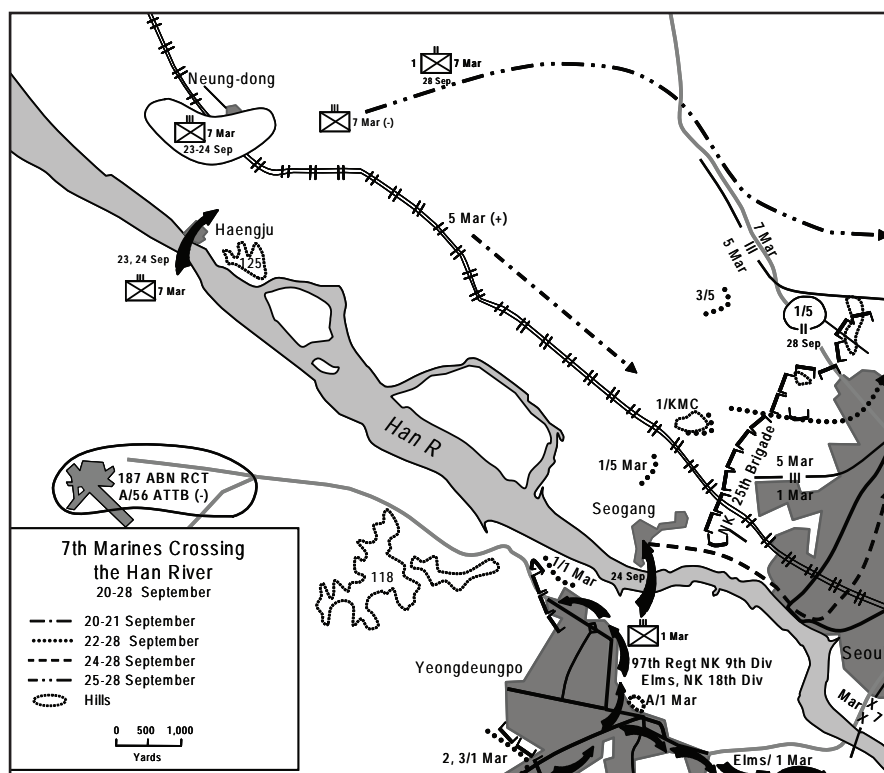 Neung-dong
1 7 Mar
28 Sep
7 Mar (-)
7 Mar
23-24 Sep
Haengju
125
23, 24 Sep
7 Mar
5 Mar (+)
7 Mar
5 Mar
3/5
1/5
28 Sep
1/KMC
1/5 Mar
NK 25th Brigade
5 Mar
1 Mar
Han R
Seogang
187 ABN RCT
A/56 ATTB (-)
118
1/1 Mar
24 Sep
1 Mar
Yeongdeungpo
97th Regt NK 9th Div
Elms, NK 18th Div
A/1 Mar
Seou
Mar X 7
X
2, 3/1 Mar
Elms/ 1 Mar
7th Marines Crossing
the Han River
20-28 September
20-21 September
22-28 September
24-28 September
25-28 September
Hills
0 500 1,000
Yards